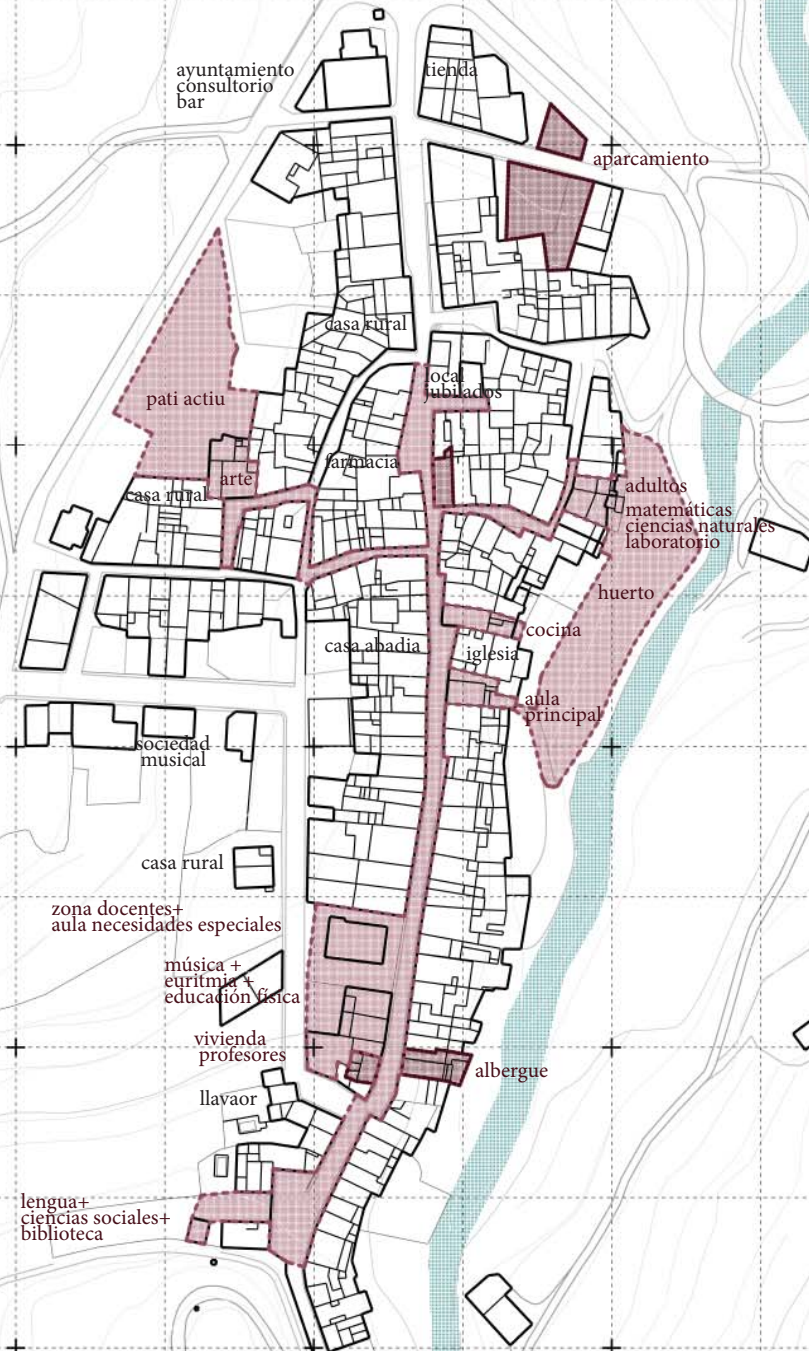 ayuntamiento
consultorio
bar
tienda
aparcamiento
casa rural
local
jubilados
pati actiu
farmacia
arte
casa rural
adultos
matemáticas
ciencias naturales
laboratorio
huerto
cocina
casa abadia
iglesia
aula
principal
sociedad
musical
casa rural
zona docentes+
aula necesidades especiales
música +
euritmia +
educación física
vivienda
profesores
albergue
llavaor
lengua+
ciencias sociales+
biblioteca